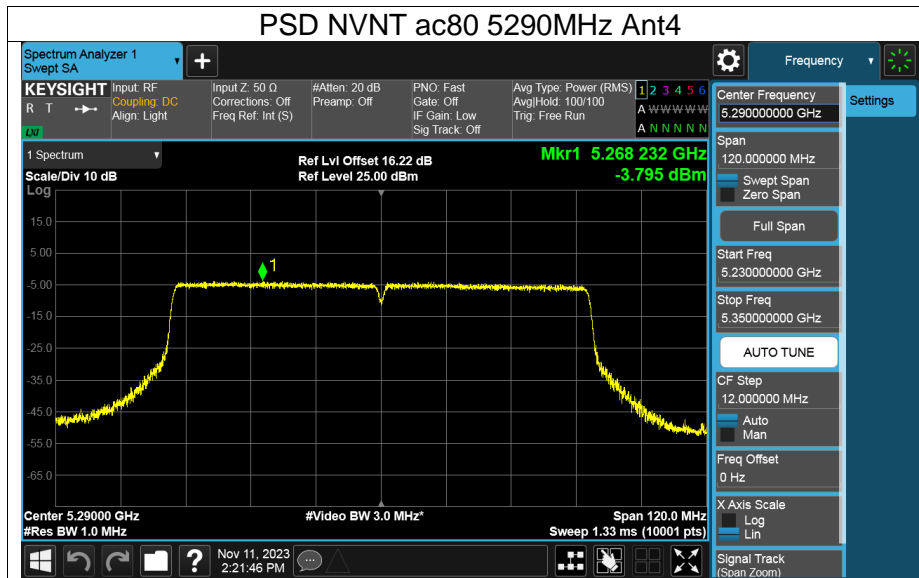 PSD NVNT ac80 5290MHz Ant4
Spectrum Analyzer 1
Swept SA
+
Frequency
KEYSIGHT
R T
LXI
Input: RF
Coupling: DC
Align: Light
Input Z: 50 Ω
Corrections: Off
Freq Ref: Int (S)
#Atten: 20 dB
Preamp: Off
PNO: Fast
Gate: Off
IF Gain: Low
Sig Track: Off
Avg Type: Power (RMS)
Avg|Hold: 100/100
Trig: Free Run
1 2 3 4 5 6
A W W W W W
A N N N N N
1 Spectrum
Scale/Div 10 dB
Log
Ref Lvl Offset 16.22 dB
Ref Level 25.00 dBm
Mkr1 5.268 232 GHz
-3.795 dBm
15.0
5.00
-5.00
-15.0
-25.0
-35.0
-45.0
-55.0
-65.0
1
Center 5.29000 GHz
#Res BW 1.0 MHz
#Video BW 3.0 MHz*
Span 120.0 MHz
Sweep 1.33 ms (10001 pts)
?
Nov 11, 2023
2:21:46 PM
Center Frequency
5.290000000 GHz
Span
120.000000 MHz
Swept Span
Zero Span
Full Span
Start Freq
5.230000000 GHz
Stop Freq
5.350000000 GHz
AUTO TUNE
CF Step
12.000000 MHz
Auto
Man
Freq Offset
0 Hz
X Axis Scale
Log
Lin
Signal Track
(Span Zoom)
Settings